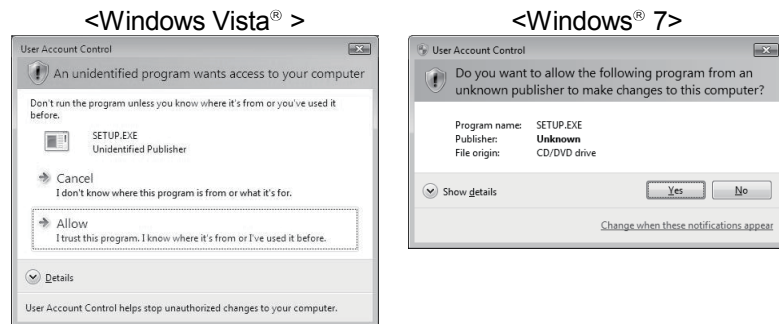 <Windows Vista® >
User Account Control
An unidentified program wants access to your computer
Don't run the program unless you know where it's from or you've used it
before.
SETUP.EXE
Unidentified Publisher
Cancel
I don't know where this program is from or what it's for.
Allow
I trust this program. I know where it's from or I've used it before.
Details
User Account Control helps stop unauthorized changes to your computer.
<Windows® 7>
User Account Control
Do you want to allow the following program from an
unknown publisher to make changes to this computer?
Program name: SETUP.EXE
Publisher: Unknown
File origin: CD/DVD drive
Show details Yes No
Change when these notifications appear